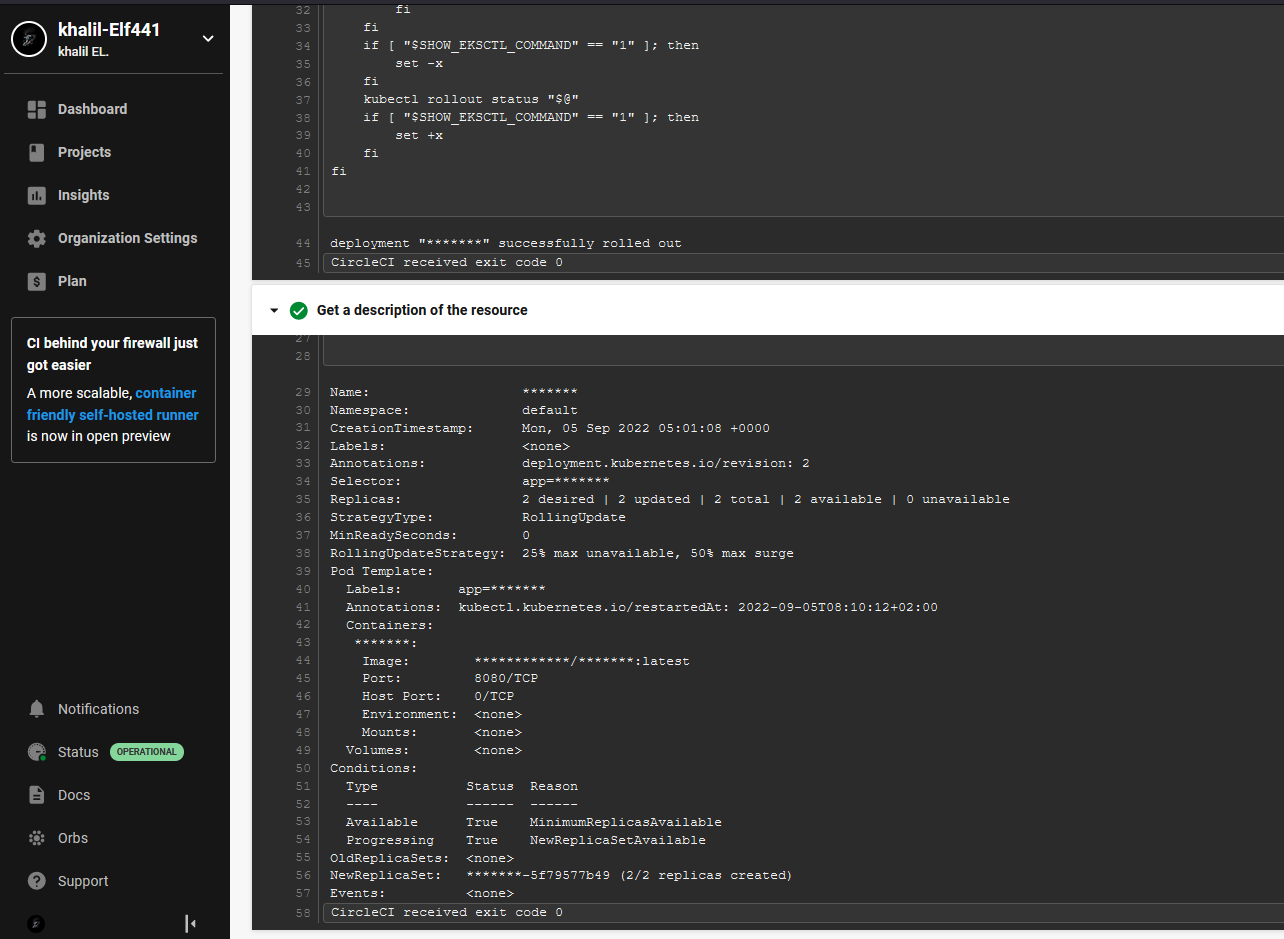 khalil-Elf441
khalil EL.
Dashboard
Projects
Insights
Organization Settings
Plan
CI behind your firewall just
got easier
A more scalable, container
friendly self-hosted runner
is now in open preview
Notifications
Status OPERATIONAL
Docs
Orbs
Support
32 fi
33 fi
34 if [ "$SHOW_EKSCTL_COMMAND" == "1" ]; then
35 set -x
36 fi
37 kubectl rollout status "$@"
38 if [ "$SHOW_EKSCTL_COMMAND" == "1" ]; then
39 set +x
40 fi
41 fi
42
43
44 deployment "*******" successfully rolled out
45 CircleCI received exit code 0
Get a description of the resource
27
28
29 Name: *******
30 Namespace: default
31 CreationTimestamp: Mon, 05 Sep 2022 05:01:08 +0000
32 Labels: <none>
33 Annotations: deployment.kubernetes.io/revision: 2
34 Selector: app=*******
35 Replicas: 2 desired | 2 updated | 2 total | 2 available | 0 unavailable
36 StrategyType: RollingUpdate
37 MinReadySeconds: 0
38 RollingUpdateStrategy: 25% max unavailable, 50% max surge
39 Pod Template:
40 Labels: app=*******
41 Annotations: kubectl.kubernetes.io/restartedAt: 2022-09-05T08:10:12+02:00
42 Containers:
43 *******:
44 Image: ************/*******:latest
45 Port: 8080/TCP
46 Host Port: 0/TCP
47 Environment: <none>
48 Mounts: <none>
49 Volumes: <none>
50 Conditions:
51 Type Status Reason
52 ---- ------ ------
53 Available True MinimumReplicasAvailable
54 Progressing True NewReplicaSetAvailable
55 OldReplicaSets: <none>
56 NewReplicaSet: *******-5f79577b49 (2/2 replicas created)
57 Events: <none>
58 CircleCI received exit code 0